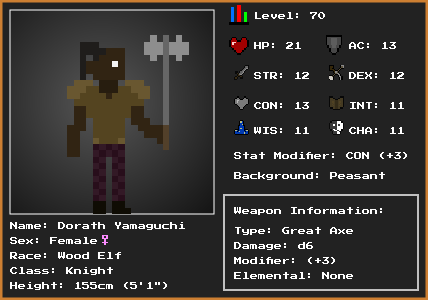 Level: 70
HP: 21 AC: 13
STR: 12 DEX: 12
CON: 13 INT: 11
WIS: 11 CHA: 11
Stat Modifier: CON (+3)
Background: Peasant
Name: Dorath Yamaguchi
Sex: Female♀
Race: Wood Elf
Class: Knight
Height: 155cm (5'1")
Weapon Information:
Type: Great Axe
Damage: d6
Modifier: (+3)
Elemental: None